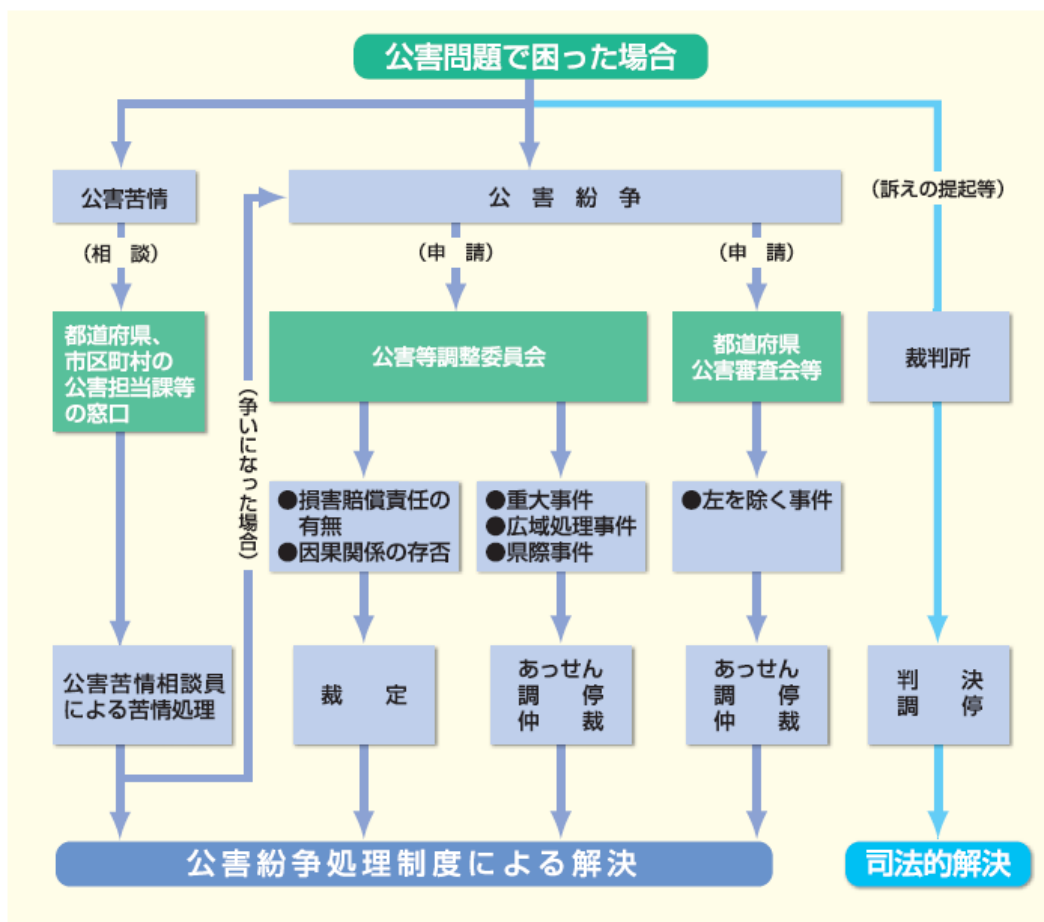 公害問題で困った場合
公害苦情
公害紛争
(訴えの提起等)
(相談)
(申請)
(申請)
都道府県、
市区町村の
公害担当課等
の窓口
公害等調整委員会
都道府県
公害審査会等
裁判所
(争いになった場合)
●損害賠償責任の
有無
●因果関係の存否
●重大事件
●広域処理事件
●県際事件
●左を除く事件
公害苦情相談員
による苦情処理
裁定
あっせん
調停
仲裁
あっせん
調停
仲裁
判決
調停
公害紛争処理制度による解決
司法的解決